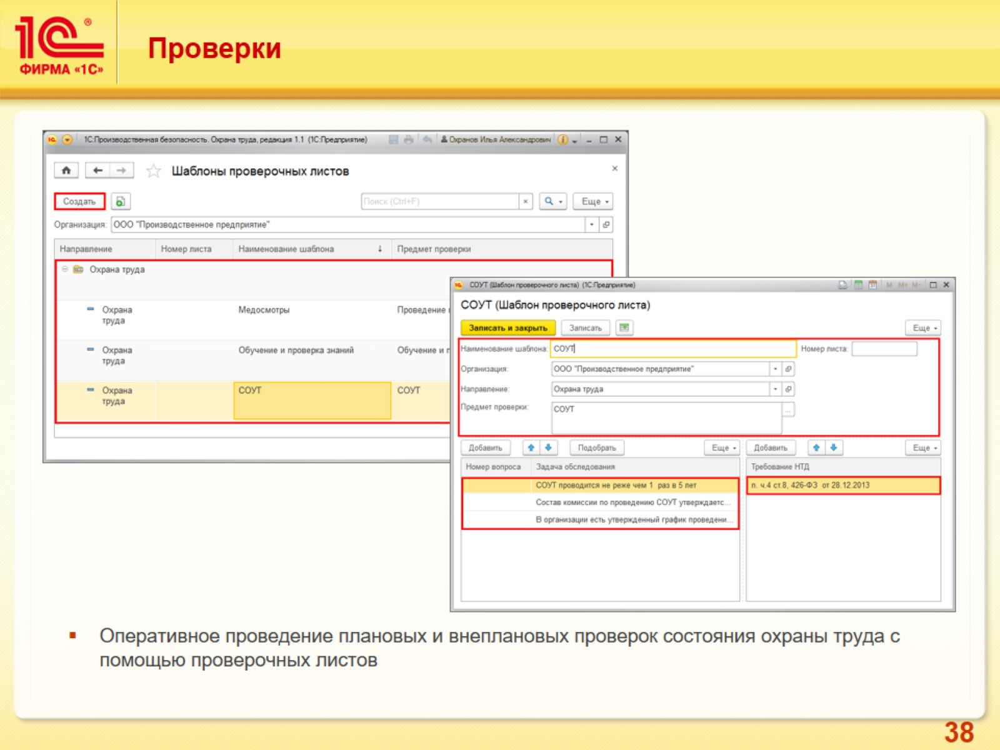 1С®
ФИРМА «1С»
Проверки
1С:Производственная безопасность. Охрана труда, редакция 1.1 (1С:Предприятие)
Охранов Илья Александрович
Шаблоны проверочных листов
Создать
Поиск (Ctrl+F)
Еще
Организация: ООО "Производственное предприятие"
Направление Номер листа Наименование шаблона ↓ Предмет проверки
Охрана труда
Охрана труда Медосмотры Проведение
Охрана труда Обучение и проверка знаний Обучение и
Охрана труда СОУТ СОУТ
СОУТ (Шаблон проверочного листа) (1С:Предприятие)
M M+ M-
СОУТ (Шаблон проверочного листа)
Записать и закрыть Записать Еще
Наименование шаблона: СОУТ Номер листа:
Организация: ООО "Производственное предприятие"
Направление: Охрана труда
Предмет проверки: СОУТ
...
Добавить Подобрать Еще Добавить Еще
Номер вопроса Задача обследования Требование НТД
СОУТ проводится не реже чем 1 раз в 5 лет п. ч.4 ст.8, 426-ФЗ от 28.12.2013
Состав комиссии по проведению СОУТ утверждаетс...
В организации есть утвержденный график проведени...
Оперативное проведение плановых и внеплановых проверок состояния охраны труда с
помощью проверочных листов
38